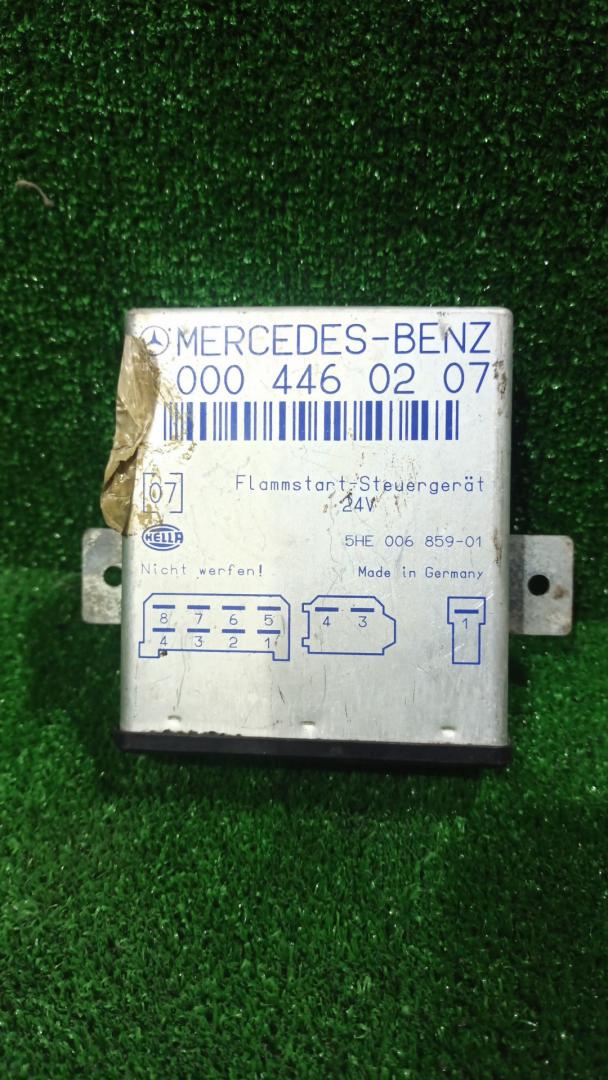 MERCEDES-BENZ
000 446 02 07
07
Flammstart-Steuergerät
24V
HELLA
5HE 006 859-01
Nicht werfen!
Made in Germany
8 7 6 5
4 3 2 1
4 3
1